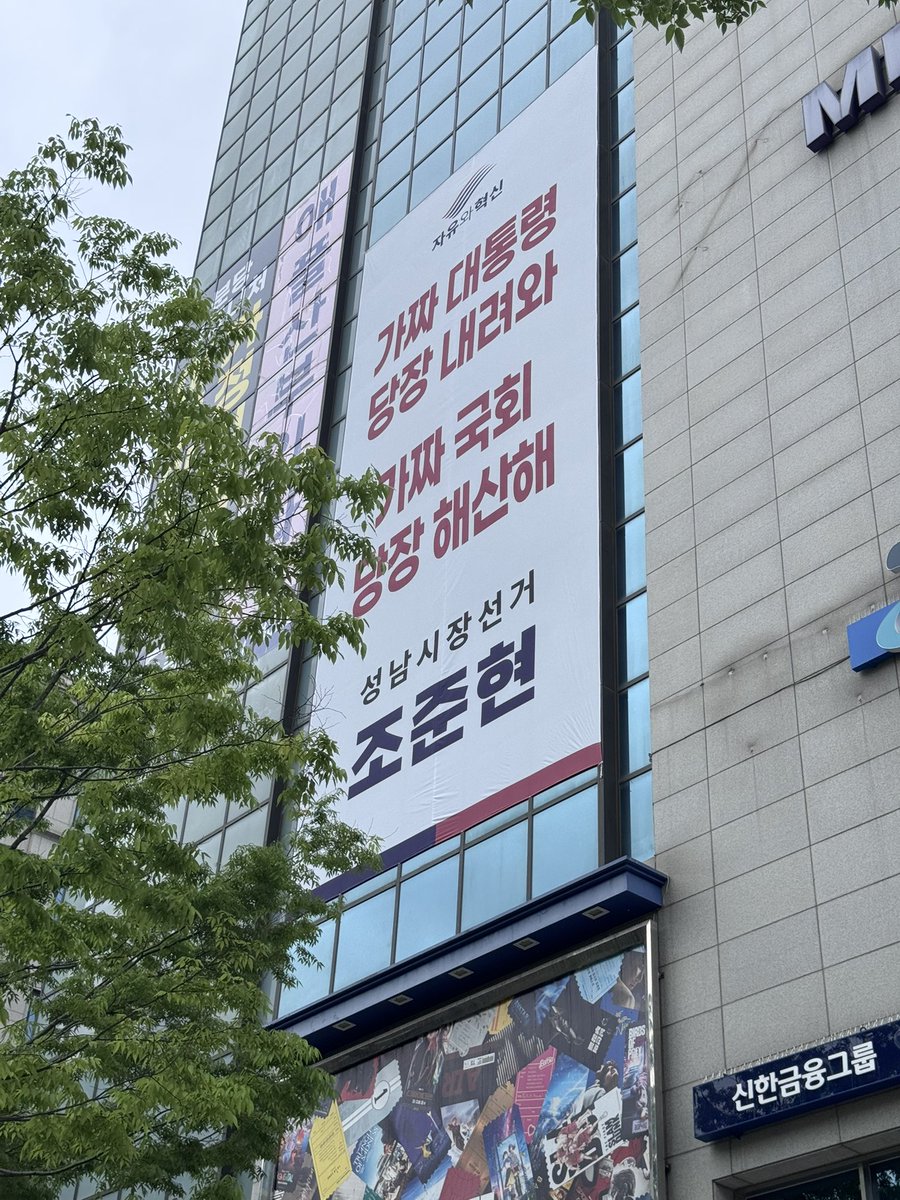 자유와혁신
가짜 대통령
당장 내려와
가짜 국회
당장 해산해
성남시장선거
조준현
신한금융그룹